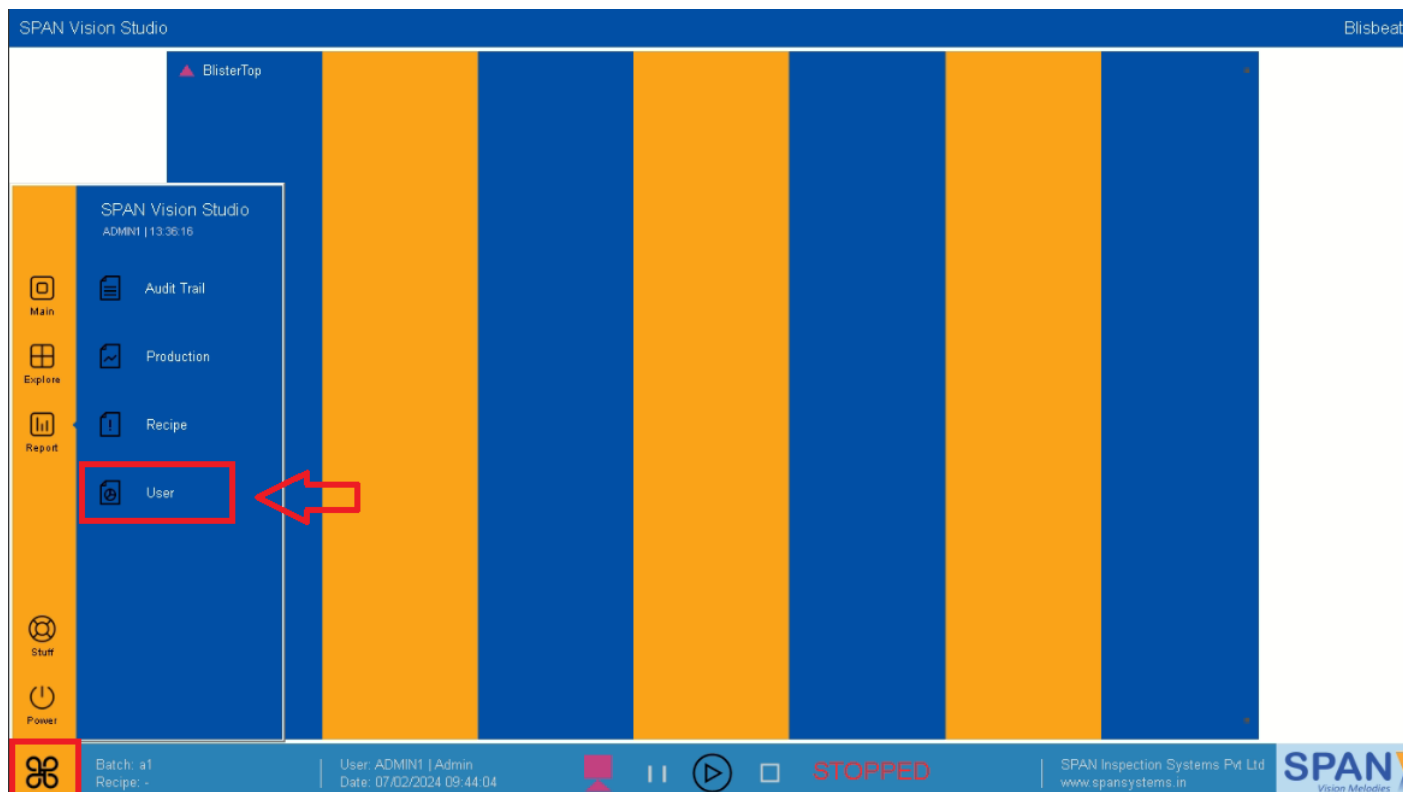 SPAN Vision Studio
Blisbeat
BlisterTop
SPAN Vision Studio
ADMIN1 | 13:36:16
Main
Explore
Report
Stuff
Power
Audit Trail
Production
Recipe
User
Batch: a1
Recipe: -
User: ADMIN1 | Admin
Date: 07/02/2024 09:44:04
STOPPED
SPAN Inspection Systems Pvt Ltd
www.spansystems.in
SPAN
Vision Melodies